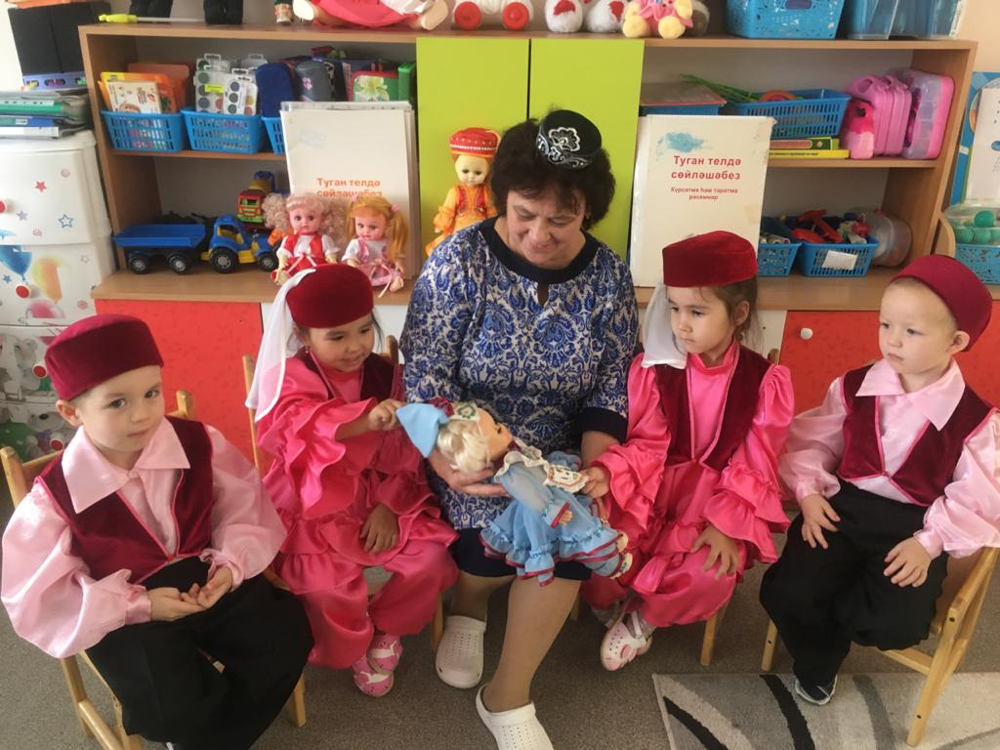 Туган телдә
сөйләшәбез
Туган телдә
сөйләшәбез
Күрсәтмә һәм таратма
рәсемнәр